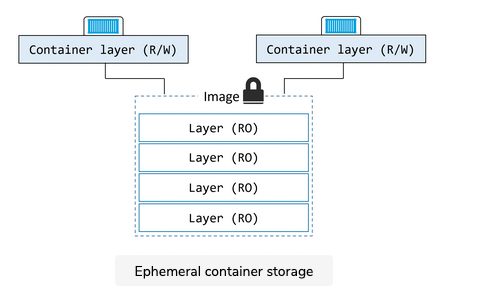 Container layer (R/W)
Container layer (R/W)
Image
Layer (RO)
Layer (RO)
Layer (RO)
Layer (RO)
Ephemeral container storage